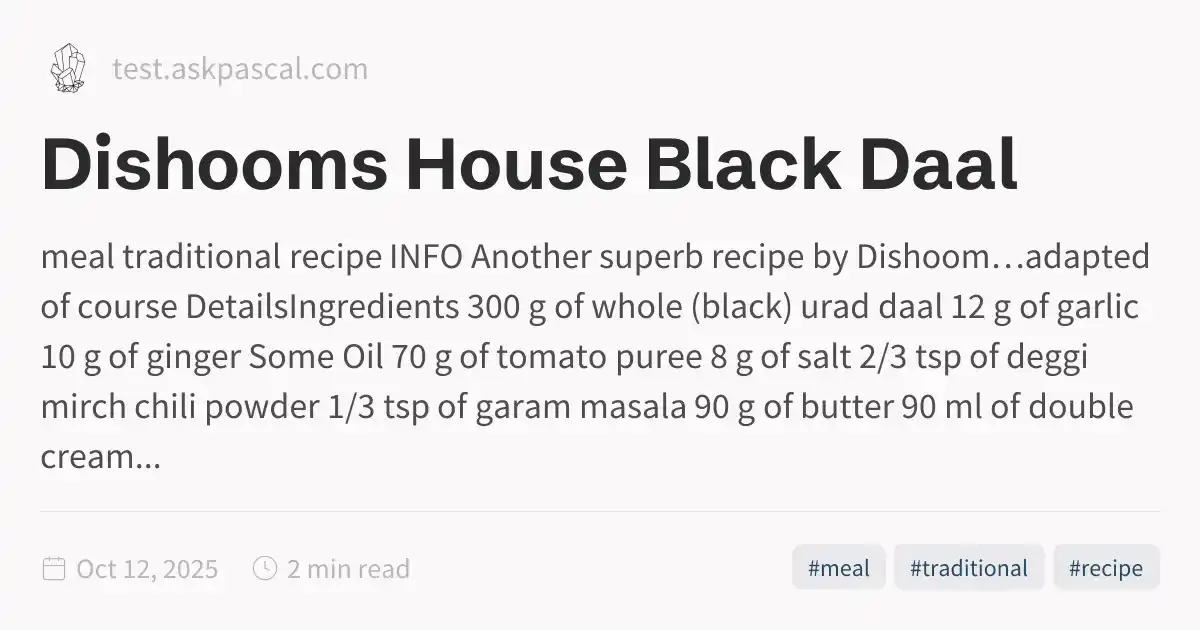 test.askpascal.com
Dishooms House Black Daal
meal traditional recipe INFO Another superb recipe by Dishoom…adapted
of course DetailsIngredients 300 g of whole (black) urad daal 12 g of garlic
10 g of ginger Some Oil 70 g of tomato puree 8 g of salt 2/3 tsp of deggi
mirch chili powder 1/3 tsp of garam masala 90 g of butter 90 ml of double
cream...
Oct 12, 2025 2 min read #meal #traditional #recipe